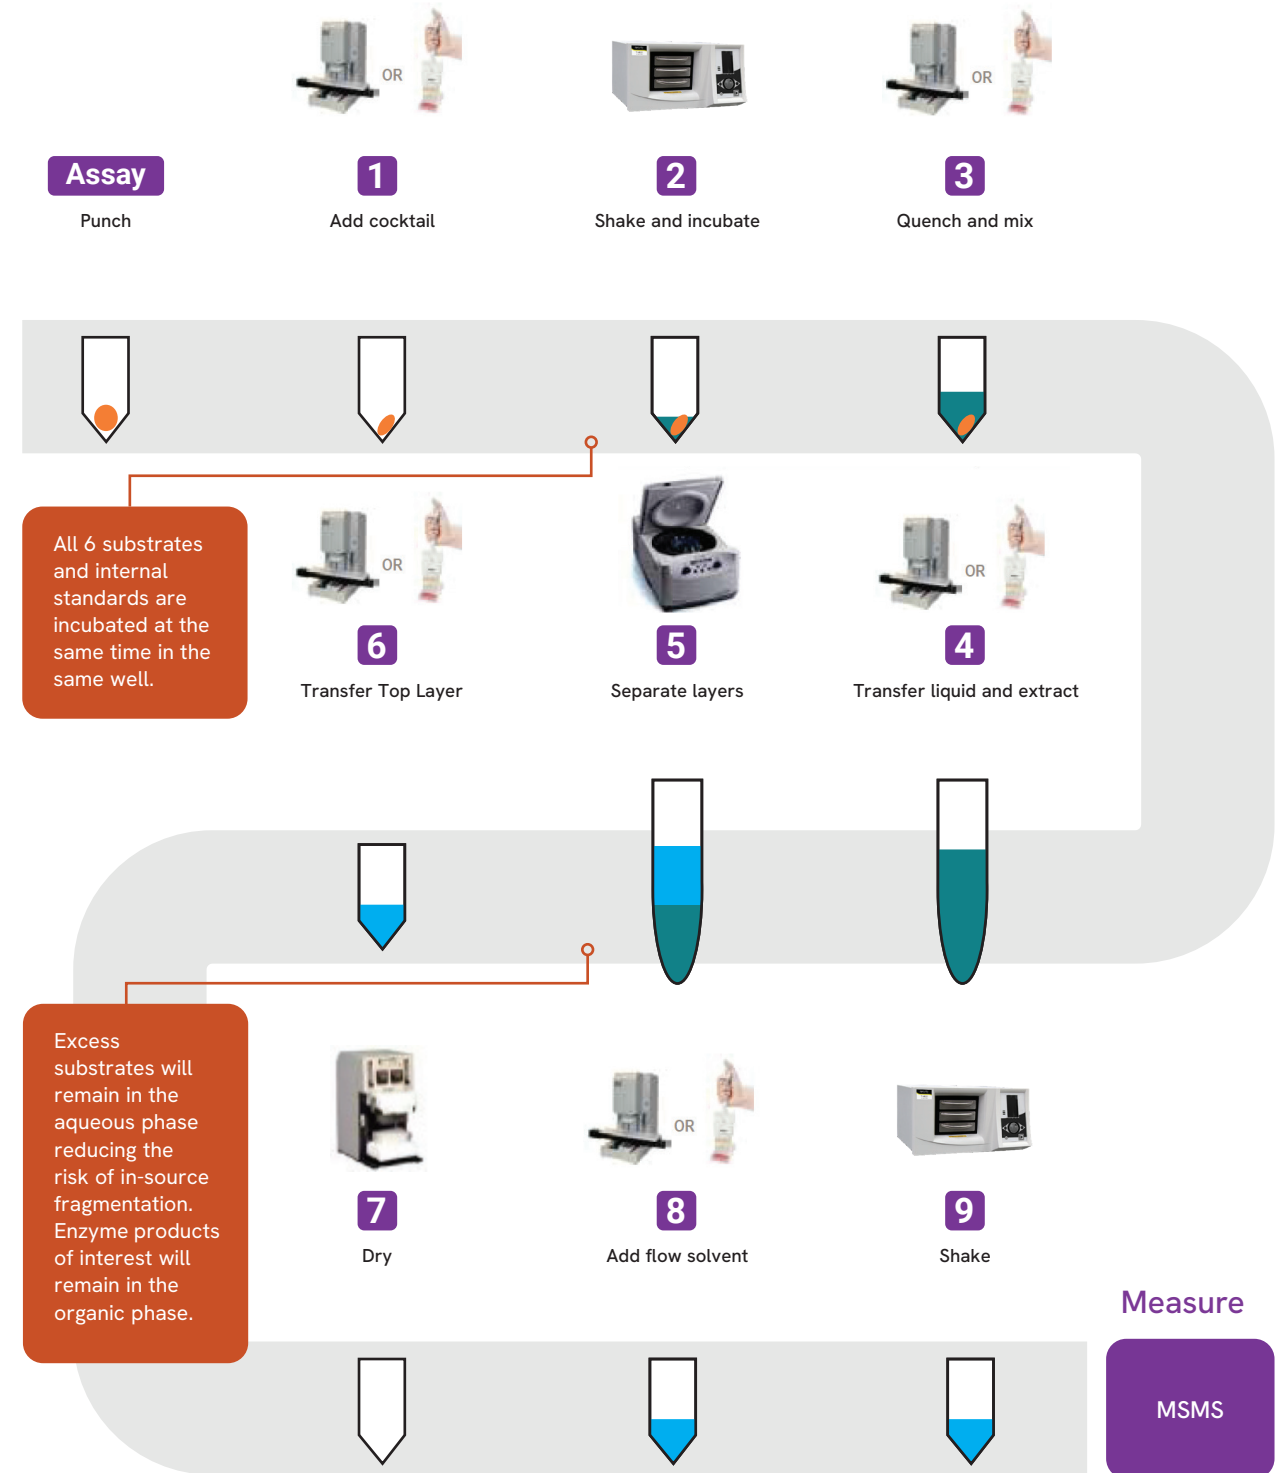 OR
OR
Assay
1
2
3
Punch
Add cocktail
Shake and incubate
Quench and mix
All 6 substrates
and internal
standards are
incubated at the
same time in the
same well.
OR
OR
6
5
4
Transfer Top Layer
Separate layers
Transfer liquid and extract
Excess
substrates will
remain in the
aqueous phase
reducing the
risk of in-source
fragmentation.
Enzyme products
of interest will
remain in the
organic phase.
OR
7
8
9
Dry
Add flow solvent
Shake
Measure
MSMS